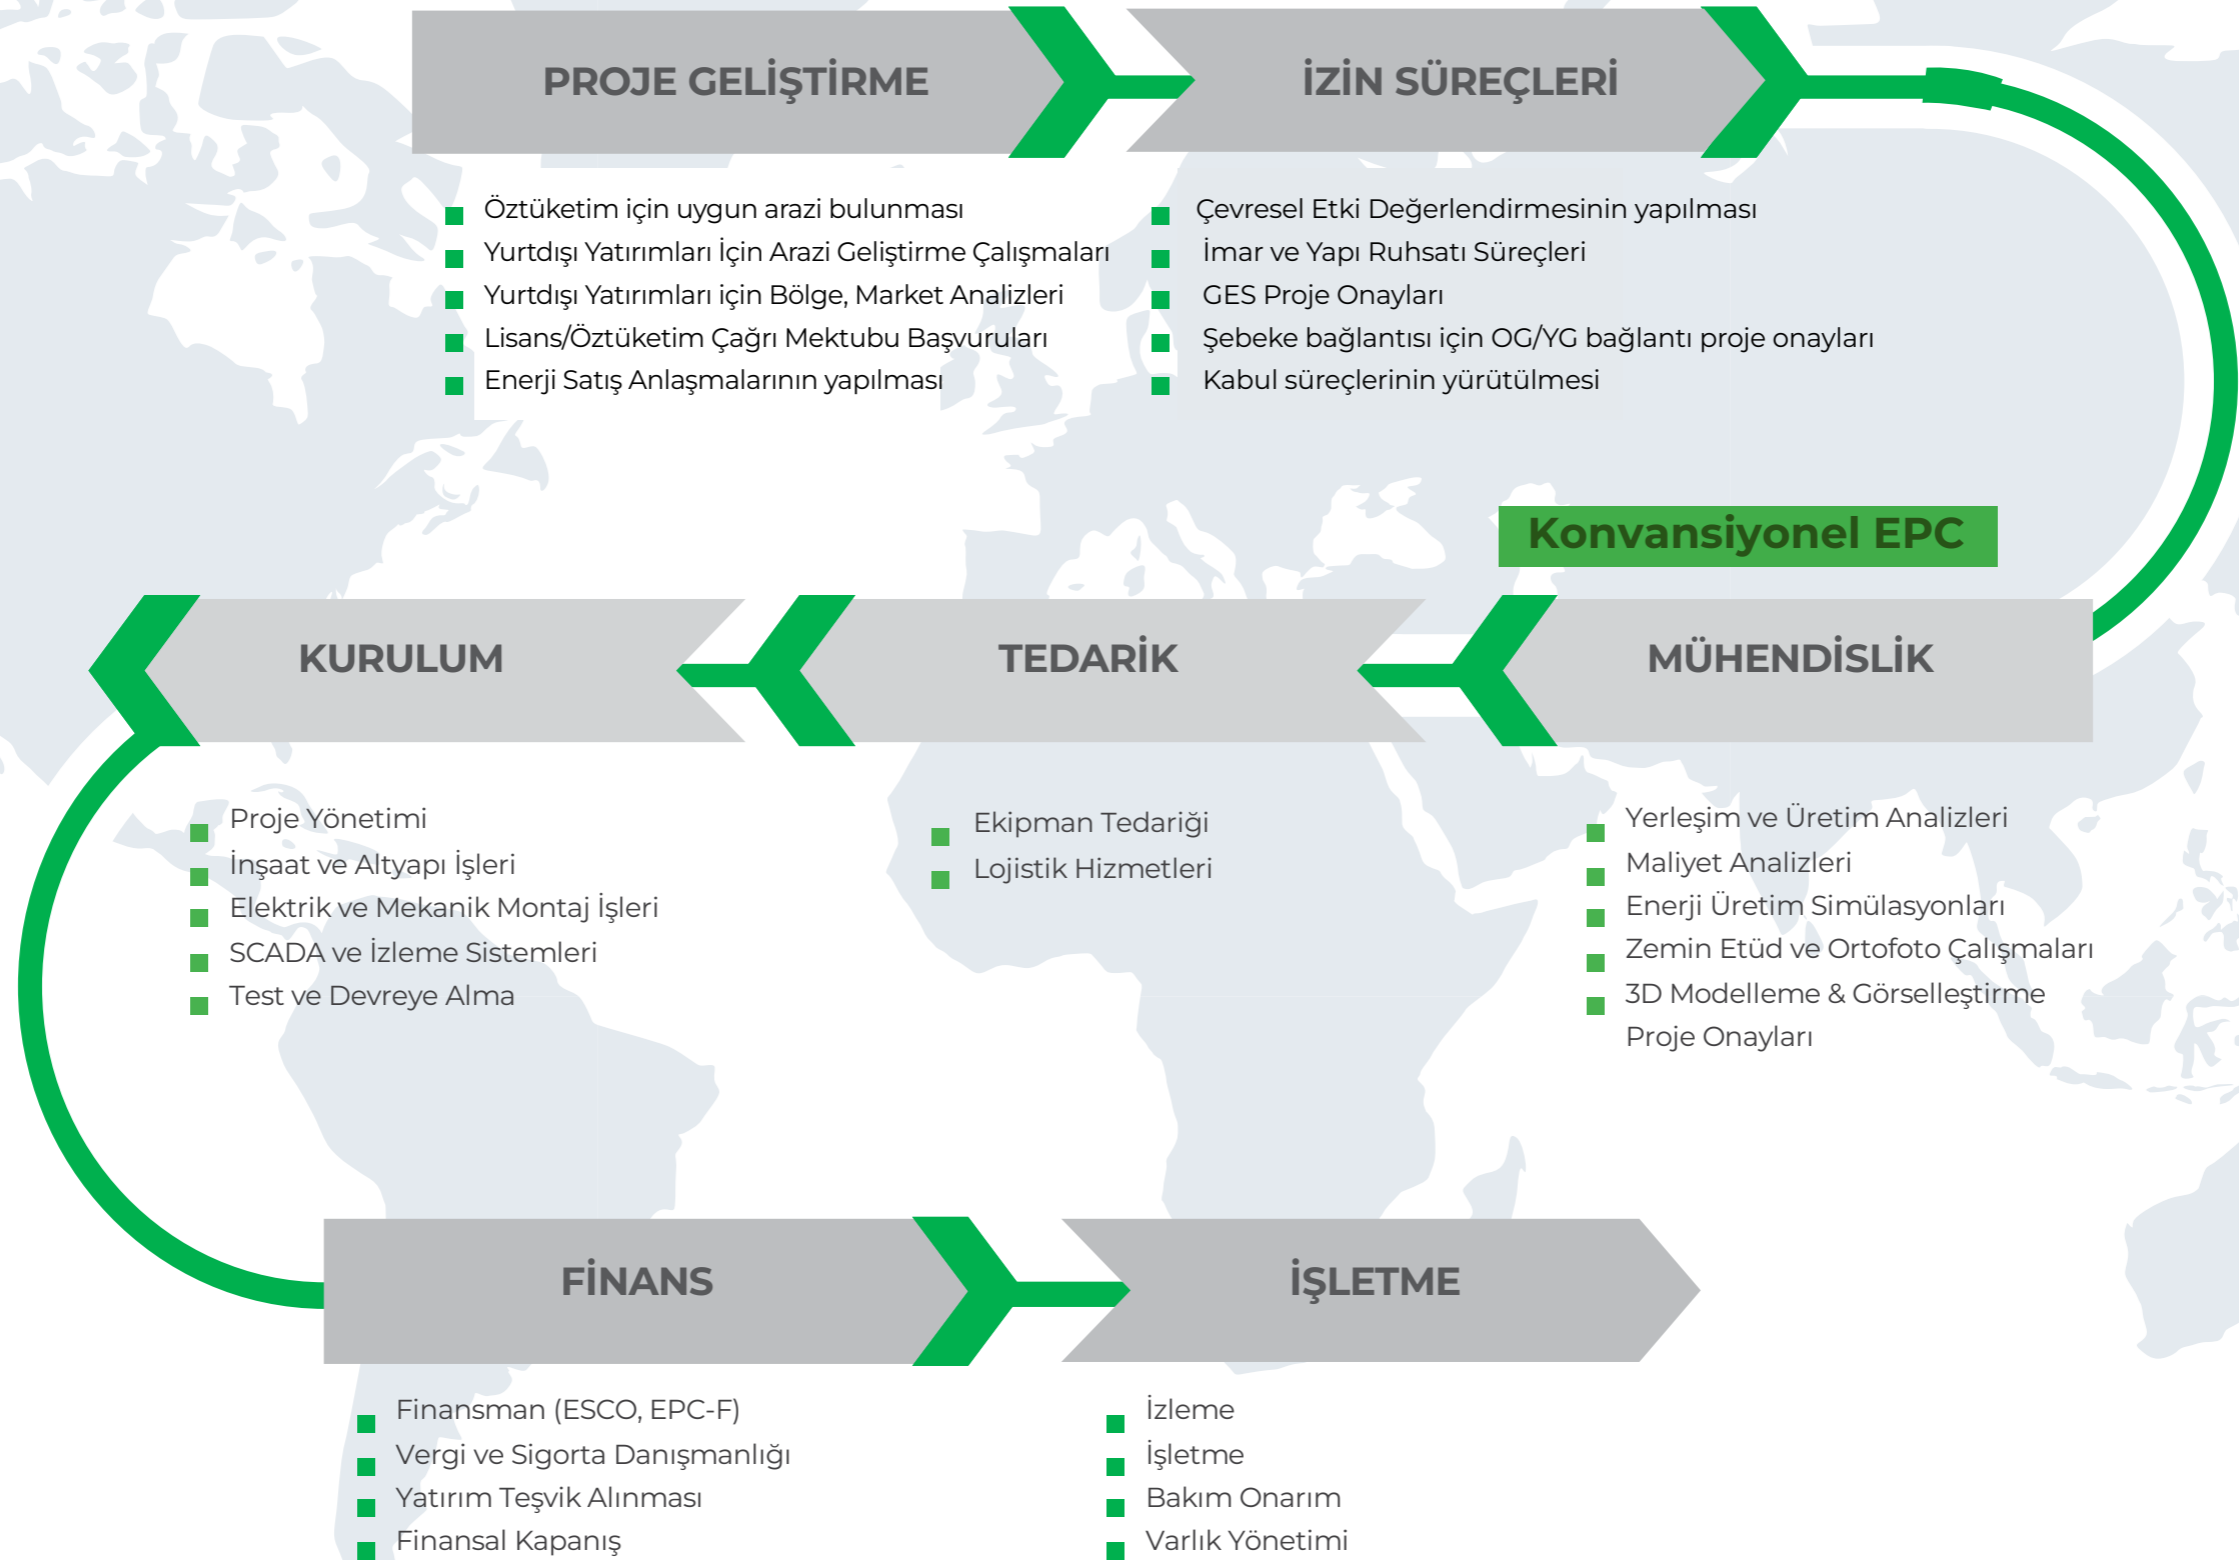 PROJE GELİŞTİRME
Öztüketim için uygun arazi bulunması
Yurtdışı Yatırımları İçin Arazi Geliştirme Çalışmaları
Yurtdışı Yatırımları için Bölge, Market Analizleri
Lisans/Öztüketim Çağrı Mektubu Başvuruları
Enerji Satış Anlaşmalarının yapılması
İZİN SÜREÇLERİ
Çevresel Etki Değerlendirmesinin yapılması
İmar ve Yapı Ruhsatı Süreçleri
GES Proje Onayları
Şebeke bağlantısı için OG/YG bağlantı proje onayları
Kabul süreçlerinin yürütülmesi
Konvansiyonel EPC
MÜHENDİSLİK
Yerleşim ve Üretim Analizleri
Maliyet Analizleri
Enerji Üretim Simülasyonları
Zemin Etüd ve Ortofoto Çalışmaları
3D Modelleme & Görselleştirme
Proje Onayları
TEDARİK
Ekipman Tedariği
Lojistik Hizmetleri
KURULUM
Proje Yönetimi
İnşaat ve Altyapı İşleri
Elektrik ve Mekanik Montaj İşleri
SCADA ve İzleme Sistemleri
Test ve Devreye Alma
FİNANS
Finansman (ESCO, EPC-F)
Vergi ve Sigorta Danışmanlığı
Yatırım Teşvik Alınması
Finansal Kapanış
İŞLETME
İzleme
İşletme
Bakım Onarım
Varlık Yönetimi